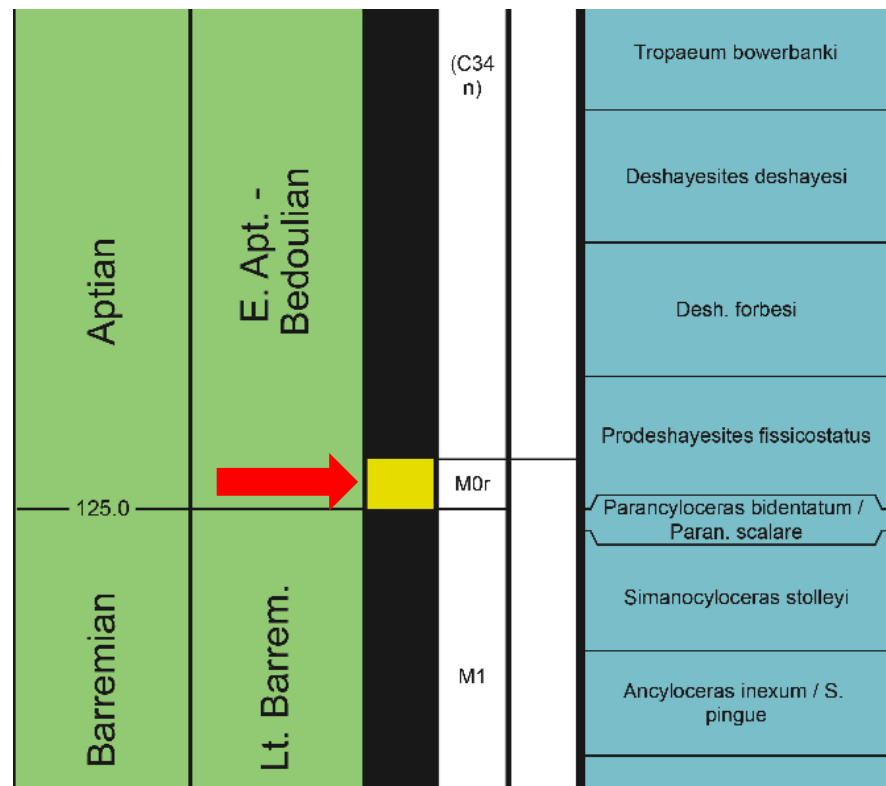 Aptian
Barremian
125.0
E. Apt. -
Bedoulian
Lt. Barrem.
(C34
n)
M0r
M1
Tropaeum bowerbanki
Deshayesites deshayesi
Desh. forbesi
Prodeshayesites fissicostatus
Parancyloceras bidentatum /
Paran. scalare
Simanocyloceras stolleyi
Ancyloceras inexum / S.
pingue